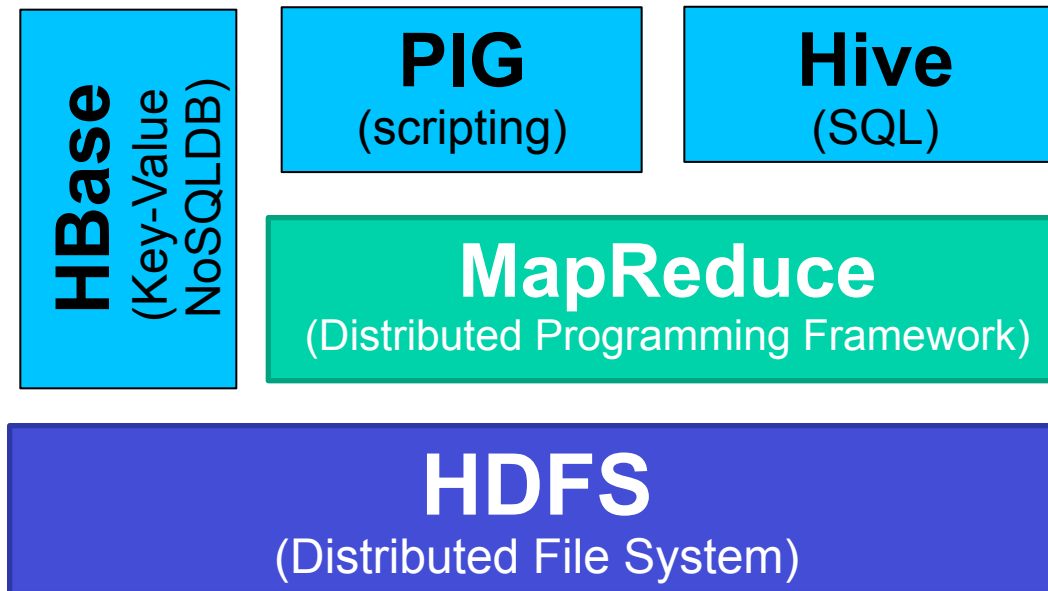 HBase
(Key-Value
NoSQLDB)
PIG
(scripting)
Hive
(SQL)
MapReduce
(Distributed Programming Framework)
HDFS
(Distributed File System)